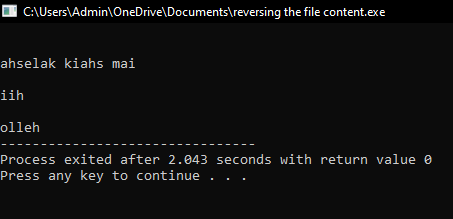 C:\Users\Admin\OneDrive\Documents\reversing the file content.exe
ahselak kiahs mai
iih
olleh
--------------------------------
Process exited after 2.043 seconds with return value 0
Press any key to continue . . .